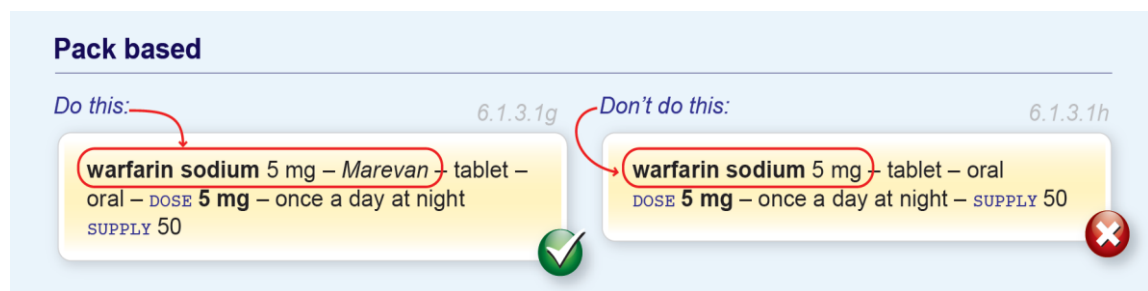 Pack based
Do this:
6.1.3.1g
warfarin sodium 5 mg – Marevan – tablet –
oral – DOSE 5 mg – once a day at night
SUPPLY 50
Don't do this:
6.1.3.1h
warfarin sodium 5 mg – tablet – oral
DOSE 5 mg – once a day at night – SUPPLY 50